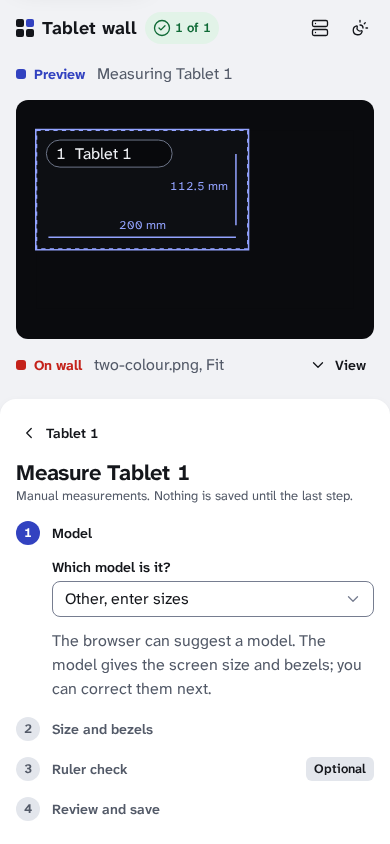 Tablet wall
1 of 1
Preview Measuring Tablet 1
1 Tablet 1
112.5 mm
200 mm
On wall two-colour.png, Fit
View
Tablet 1
Measure Tablet 1
Manual measurements. Nothing is saved until the last step.
1 Model
Which model is it?
Other, enter sizes
The browser can suggest a model. The
model gives the screen size and bezels; you
can correct them next.
2 Size and bezels
3 Ruler check
Optional
4 Review and save